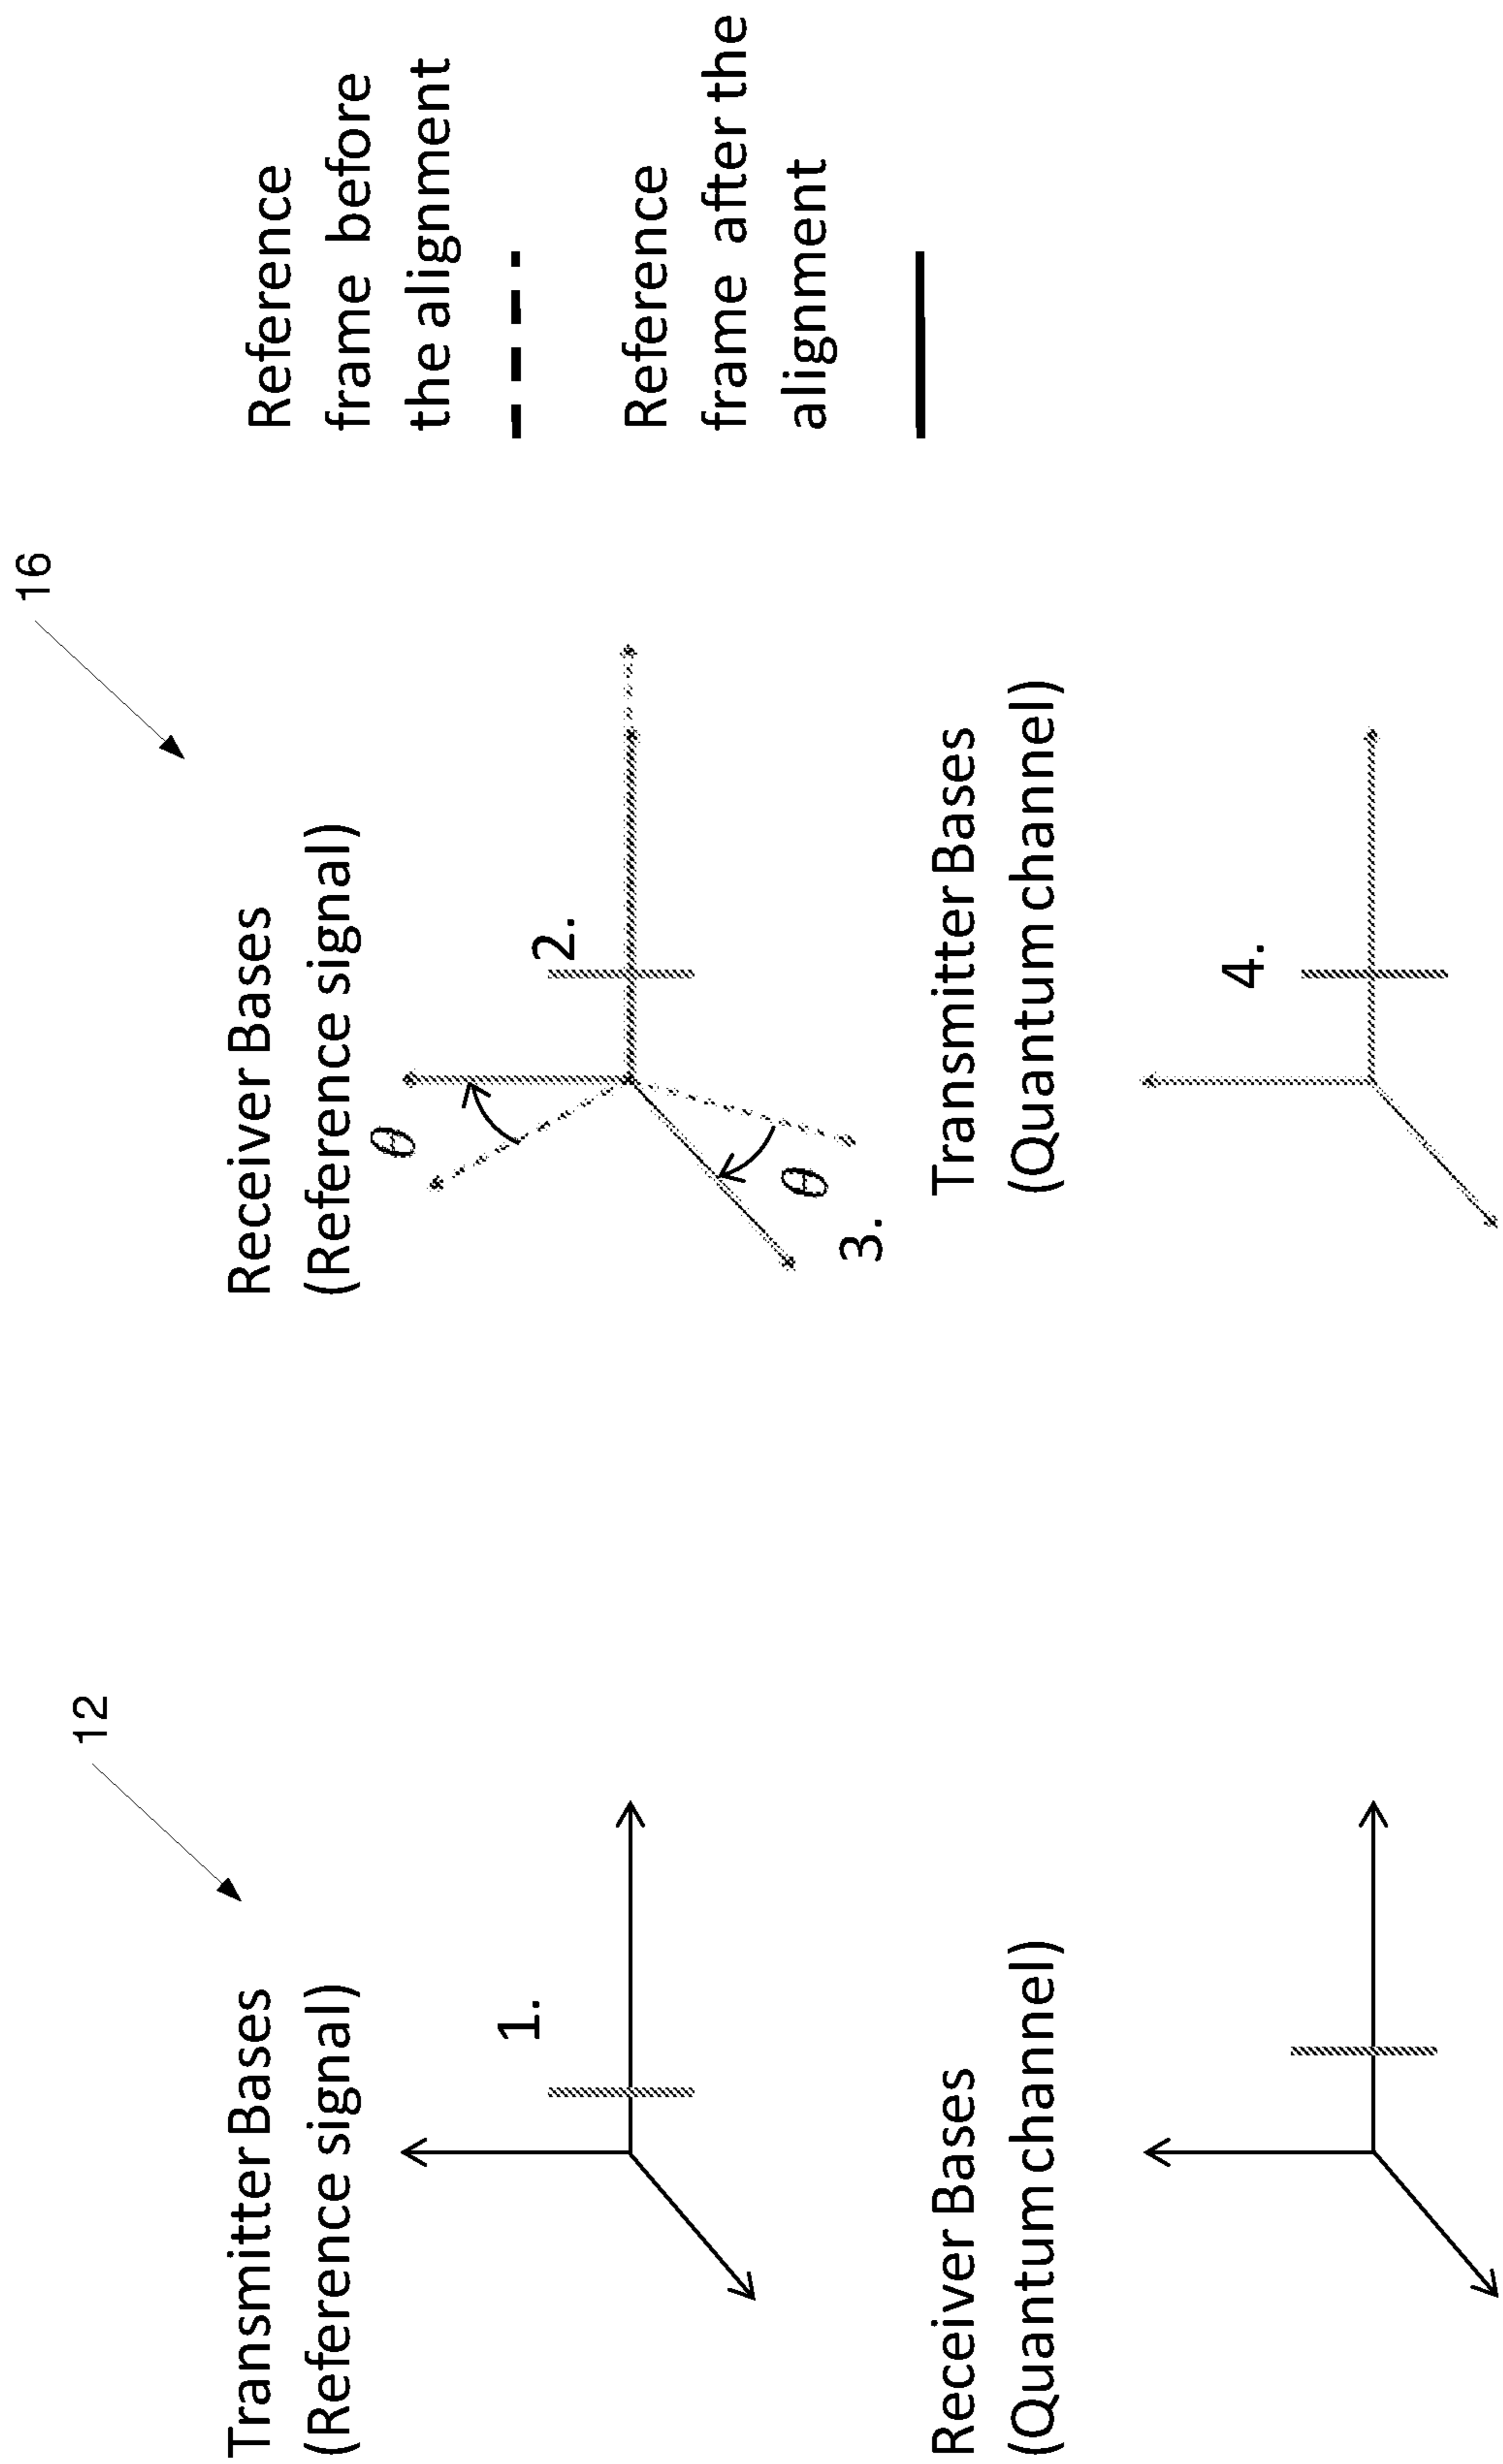 12
16
Transmitter Bases
(Reference signal)
1.
Receiver Bases
(Reference signal)
θ
2.
θ
3.
Reference
frame before
the alignment
Reference
frame after the
alignment
Receiver Bases
(Quantum channel)
Transmitter Bases
(Quantum channel)
4.